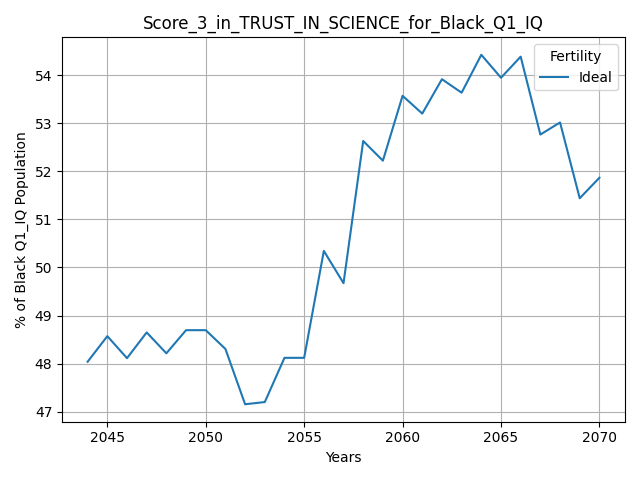 Score_3_in_TRUST_IN_SCIENCE_for_Black_Q1_IQ
Fertility
Ideal
% of Black Q1_IQ Population
54
53
52
51
50
49
48
47
2045
2050
2055
2060
2065
2070
Years